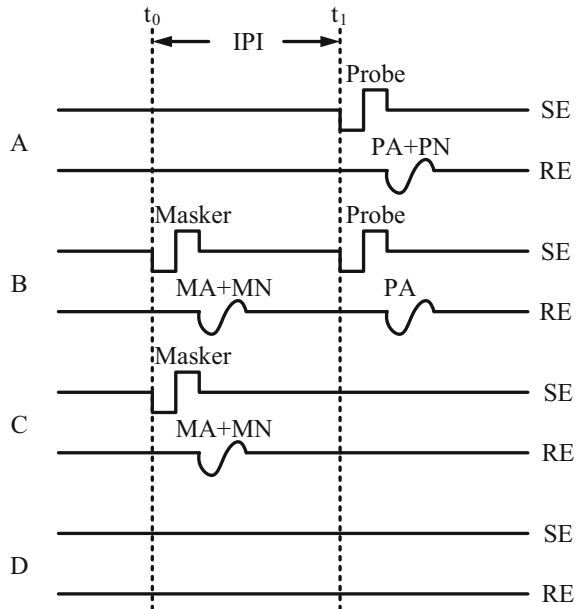 t0 t1
IPI
Probe
SE
A
PA+PN
RE
Masker Probe
SE
B
MA+MN PA
RE
Masker
SE
C
MA+MN
RE
SE
D
RE